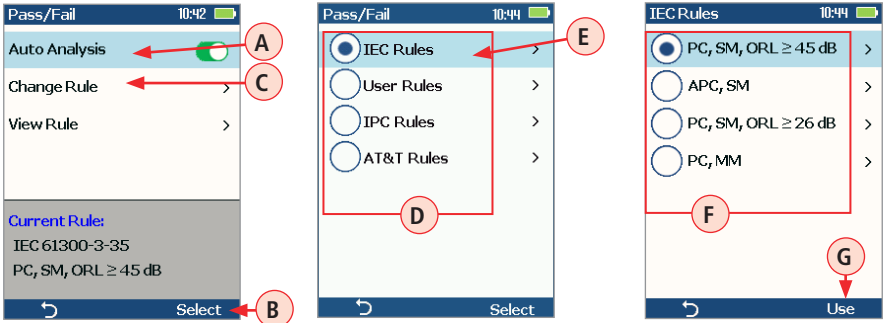 Pass/Fail 10:42
Auto Analysis
A
Change Rule >
C
View Rule >
Current Rule:
IEC 61300-3-35
PC, SM, ORL ≥ 45 dB
Select
B
Pass/Fail 10:44
IEC Rules >
E
User Rules >
IPC Rules >
AT&T Rules >
D
Select
IEC Rules 10:44
PC, SM, ORL ≥ 45 dB >
APC, SM >
PC, SM, ORL ≥ 26 dB >
PC, MM >
F
G
Use